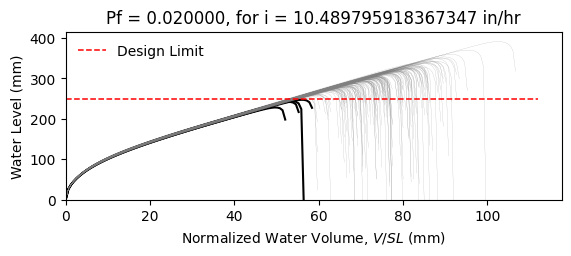 Pf = 0.020000, for i = 10.489795918367347 in/hr
Water Level (mm)
400
300
200
100
0
Design Limit
0 20 40 60 80 100
Normalized Water Volume, V/SL (mm)